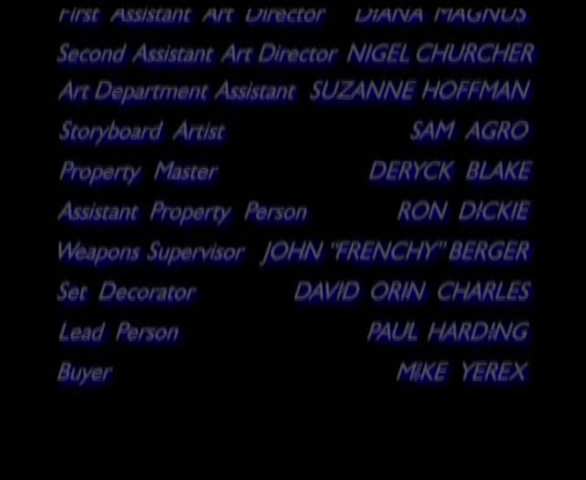 First Assistant Art Director DIANA MAGNUS
Second Assistant Art Director NIGEL CHURCHER
Art Department Assistant SUZANNE HOFFMAN
Storyboard Artist SAM AGRO
Property Master DERYCK BLAKE
Assistant Property Person RON DICKIE
Weapons Supervisor JOHN "FRENCHY" BERGER
Set Decorator DAVID ORIN CHARLES
Lead Person PAUL HARDING
Buyer MIKE YEREX